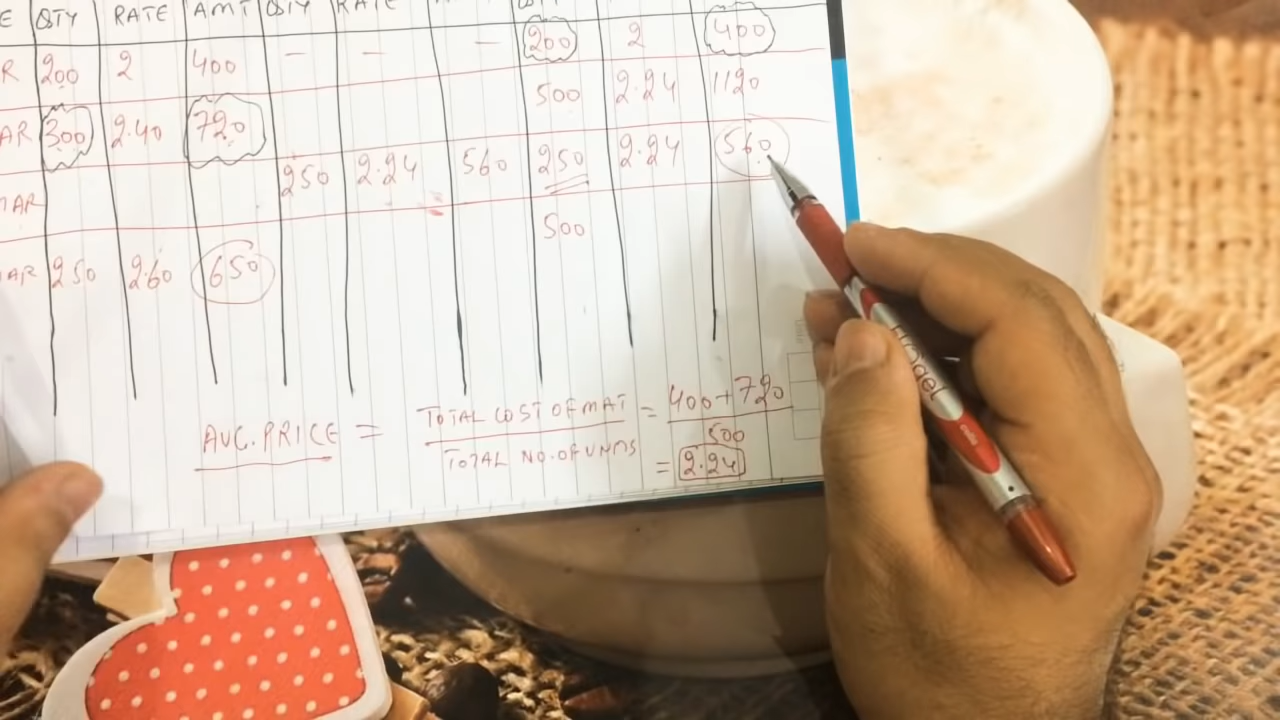 E QTY RATE AMT QTY RATE
R 200 2 400 - - - 200 2 400
500 2.24 1120
AR 300 2.40 720
250 2.24 560 250 2.24 560
MAR
500
MAR 250 2.60 650
AVG. PRICE = TOTAL COST OF MAT = 400+720
TOTAL NO. OF UNITS 500
= 2.24